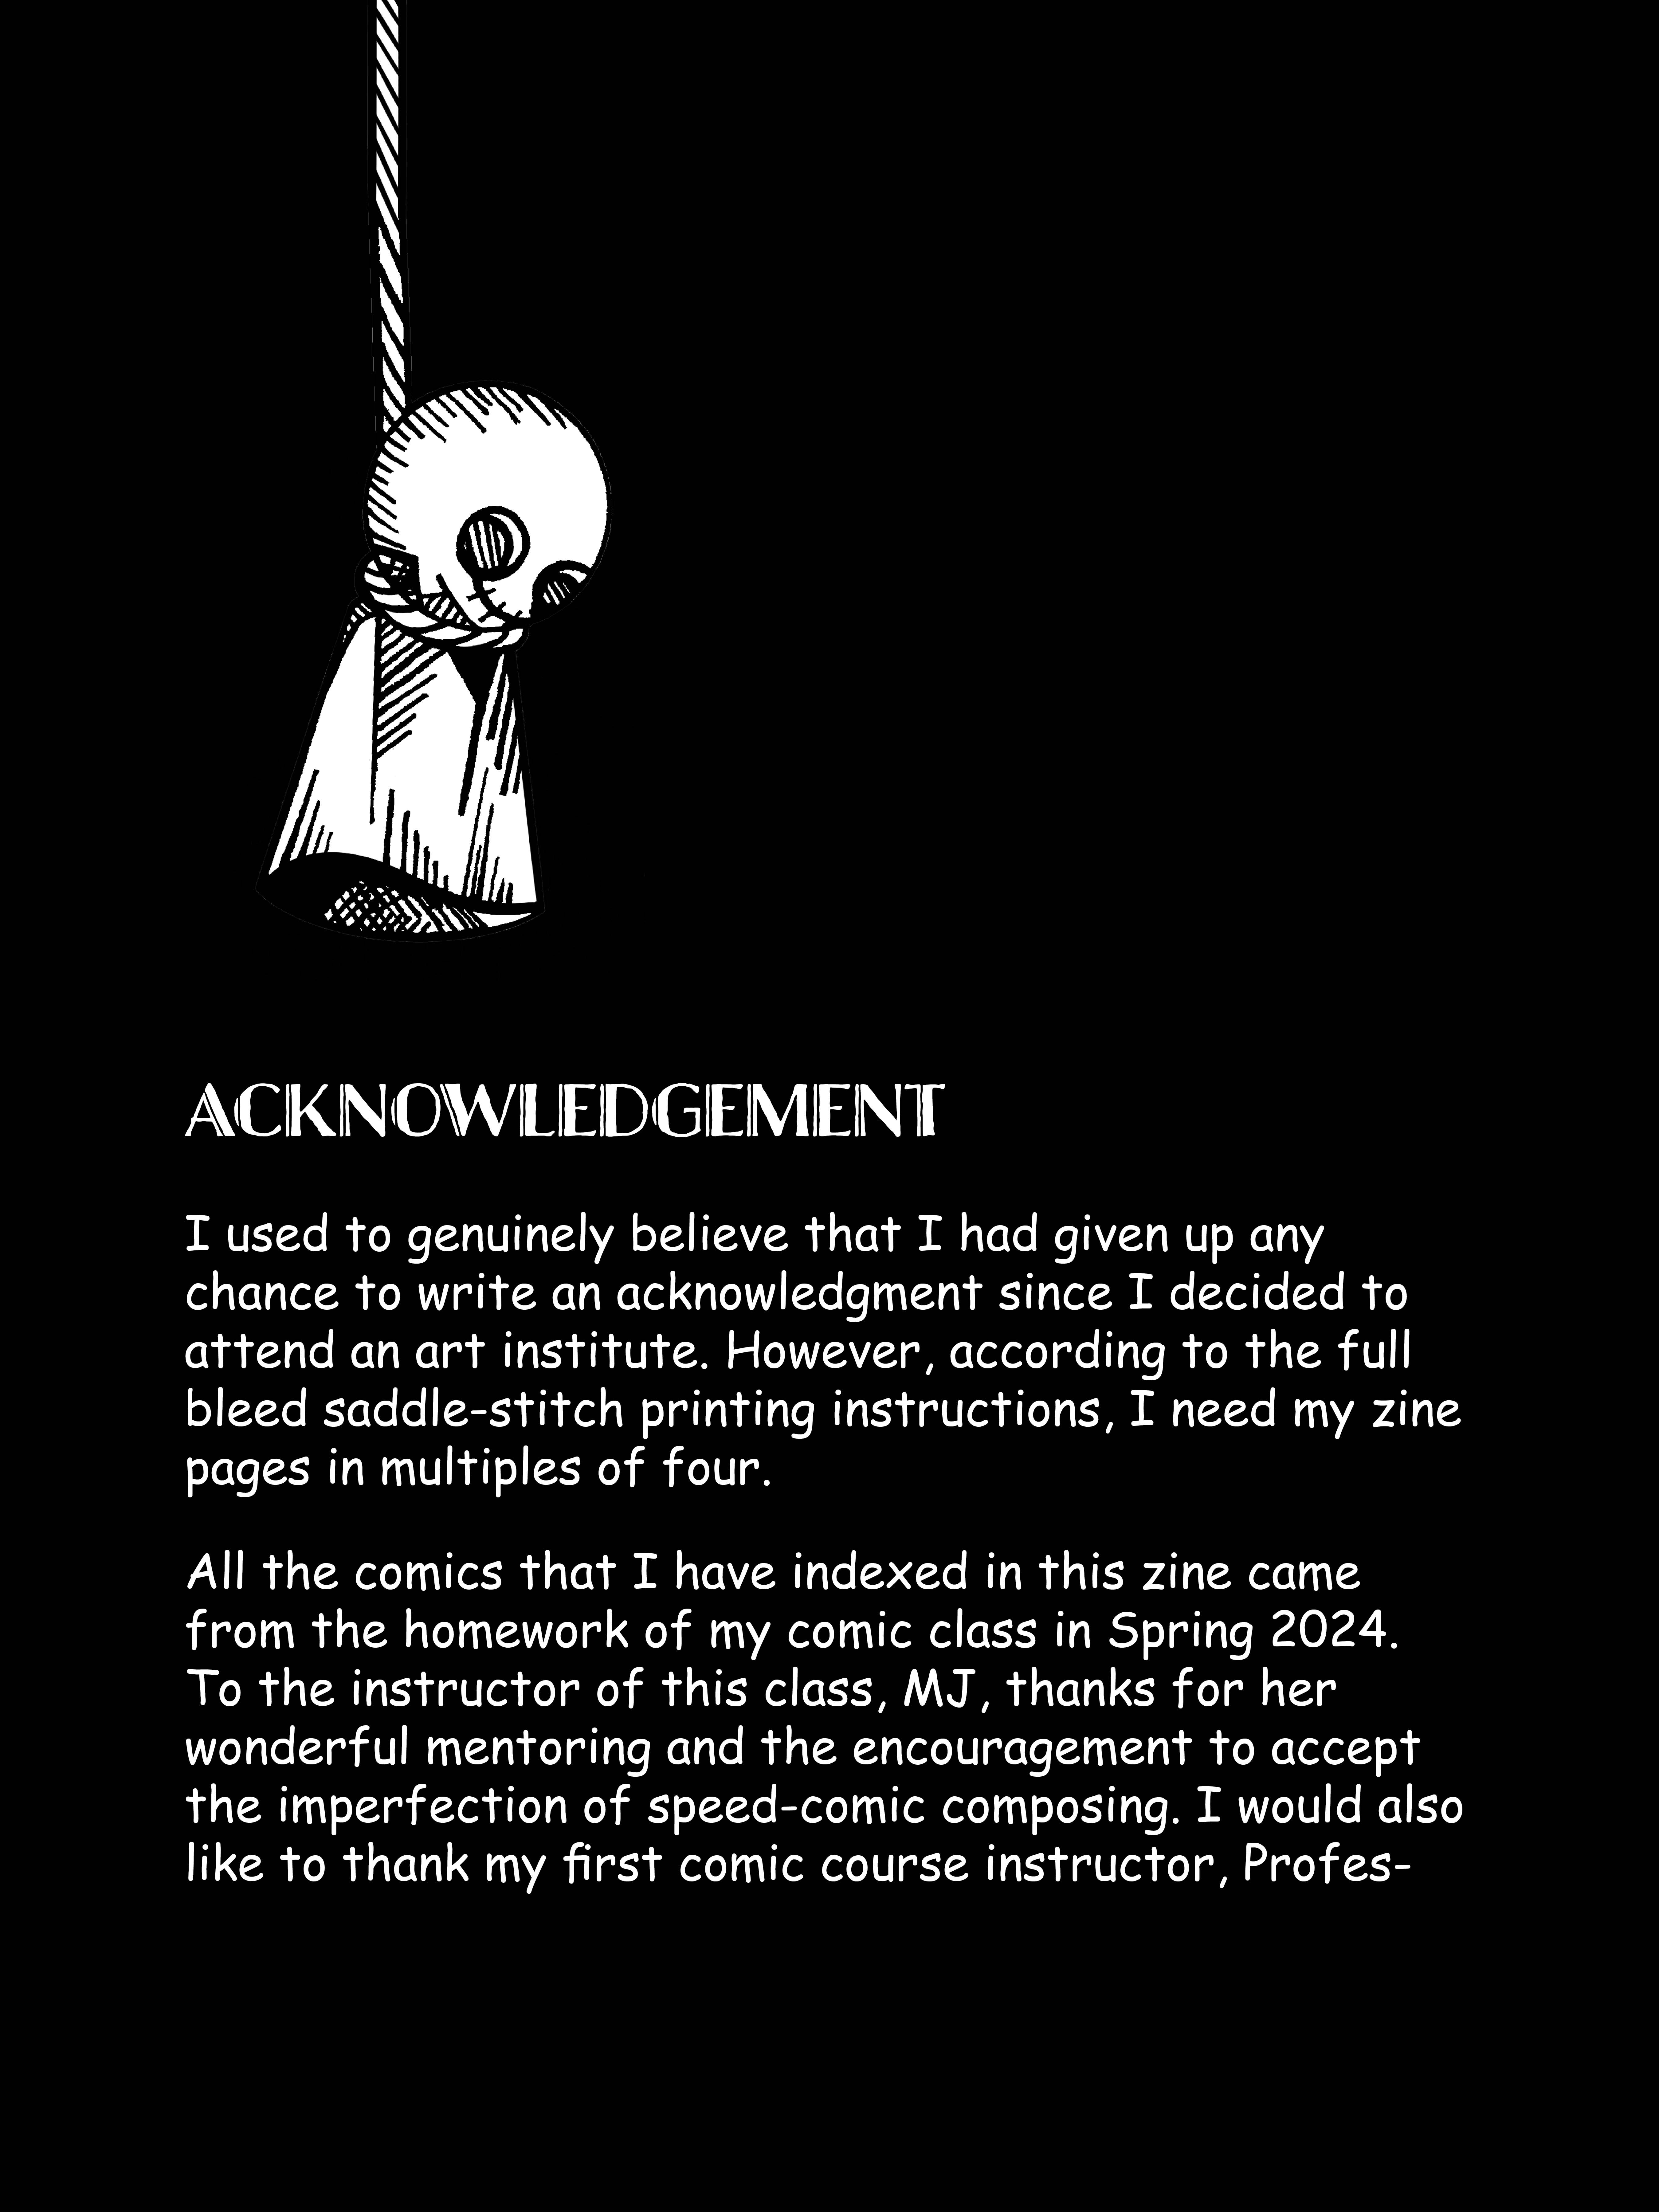 ACKNOWLEDGEMENT
I used to genuinely believe that I had given up any
chance to write an acknowledgment since I decided to
attend an art institute. However, according to the full
bleed saddle-stitch printing instructions, I need my zine
pages in multiples of four.
All the comics that I have indexed in this zine came
from the homework of my comic class in Spring 2024.
To the instructor of this class, MJ, thanks for her
wonderful mentoring and the encouragement to accept
the imperfection of speed-comic composing. I would also
like to thank my first comic course instructor, Profes-